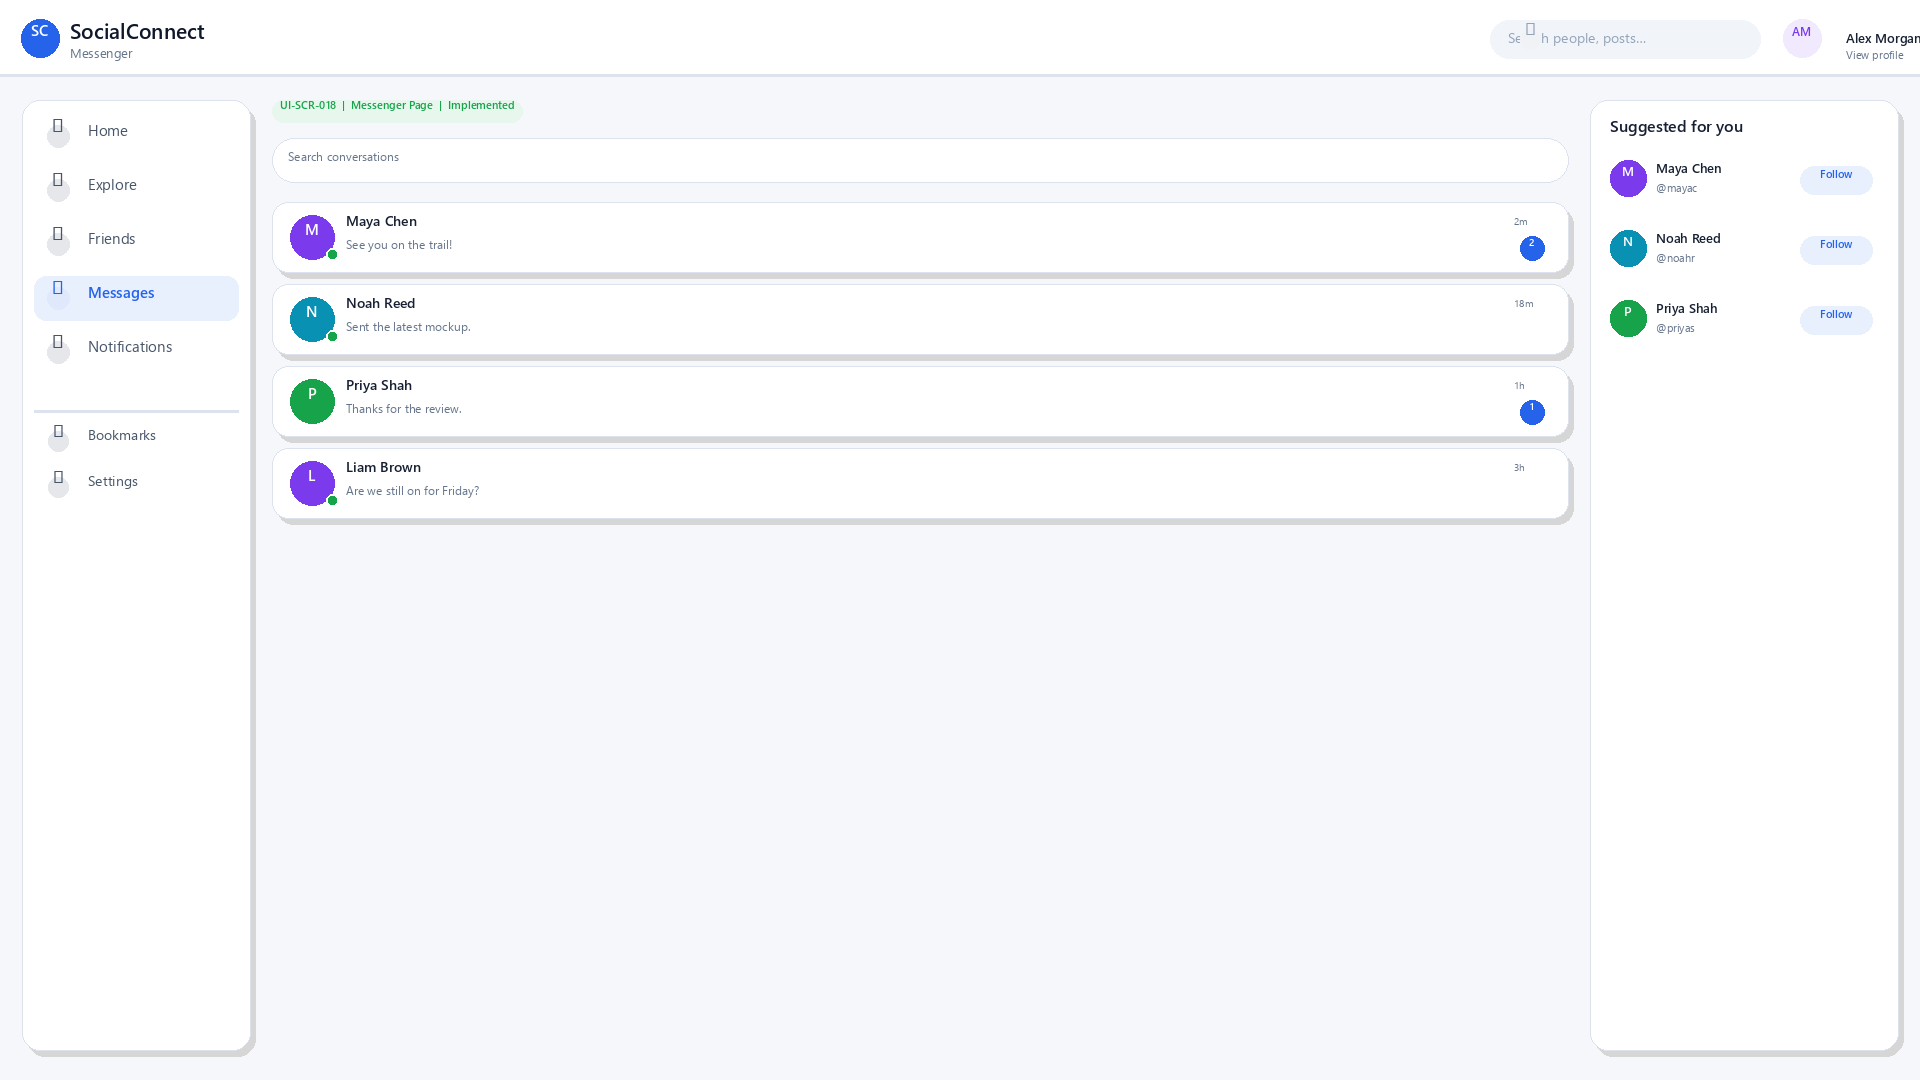 SC
SocialConnect
Messenger
Se h people, posts...
AM
Alex Morgan
View profile
Home
Explore
Friends
Messages
Notifications
Bookmarks
Settings
UI-SCR-018 | Messenger Page | Implemented
Search conversations
M
Maya Chen
See you on the trail!
2m
2
N
Noah Reed
Sent the latest mockup.
18m
P
Priya Shah
Thanks for the review.
1h
1
L
Liam Brown
Are we still on for Friday?
3h
Suggested for you
M
Maya Chen
@mayac
Follow
N
Noah Reed
@noahr
Follow
P
Priya Shah
@priyas
Follow